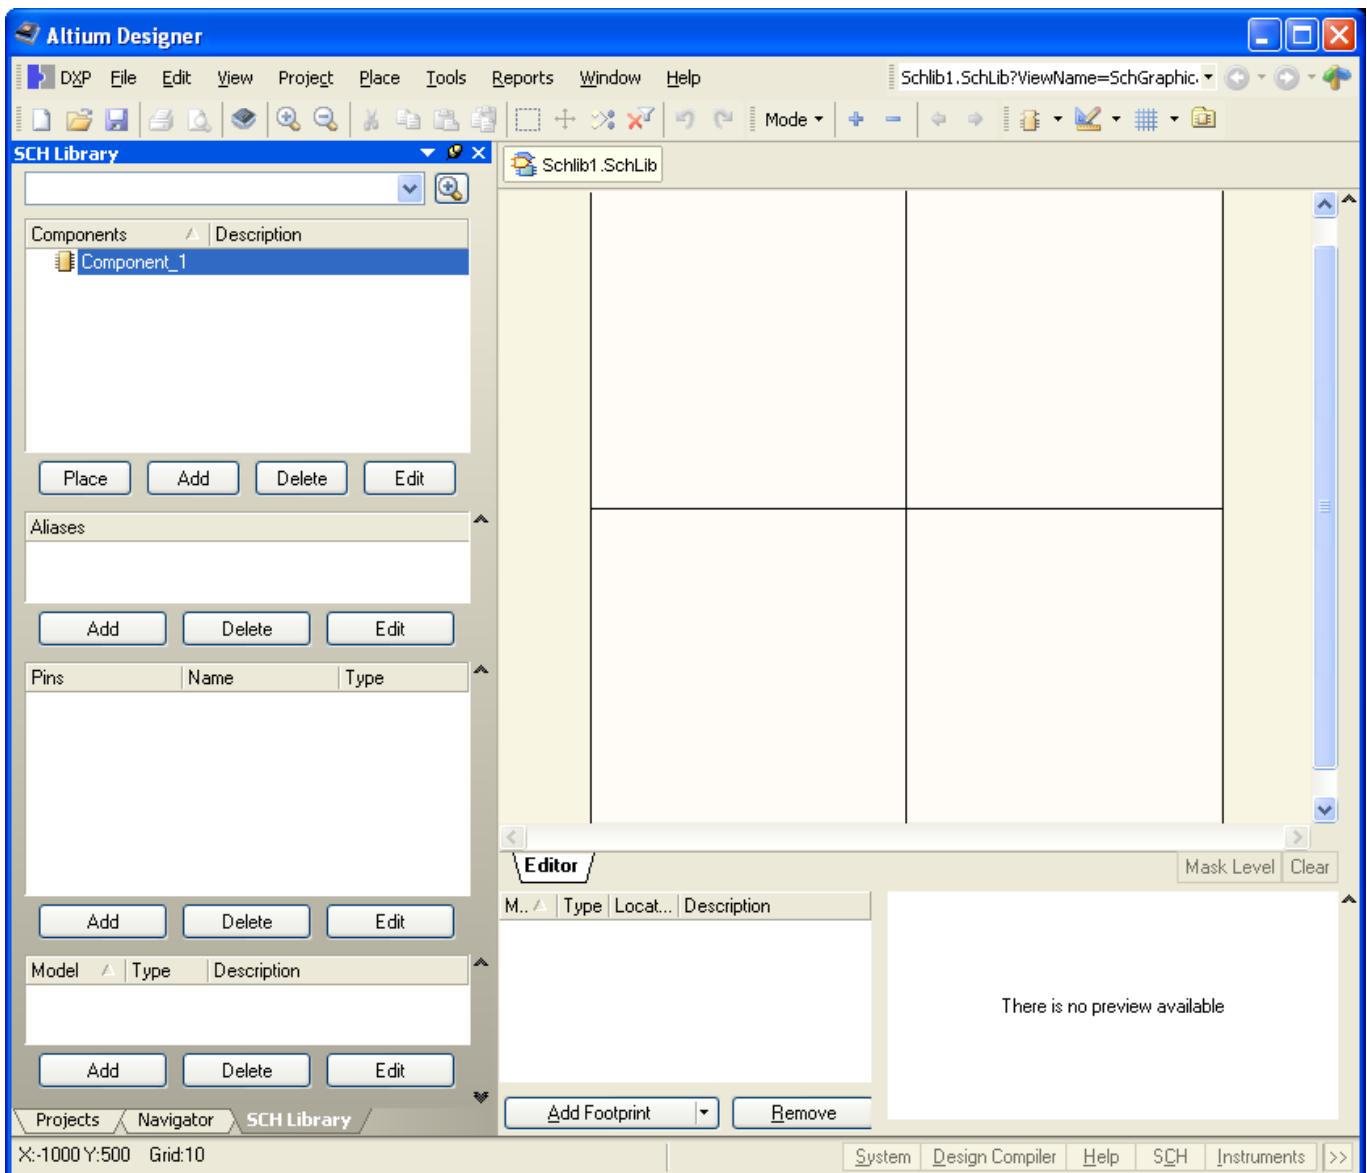 Altium Designer
DXP File Edit View Project Place Tools Reports Window Help Schlib1.SchLib?ViewName=SchGraphic.
Mode
SCH Library
Schlib1.SchLib
Components Description
Component_1
Place Add Delete Edit
Aliases
Add Delete Edit
Pins Name Type
Add Delete Edit
Model Type Description
Add Delete Edit
Projects Navigator SCH Library
Editor
Mask Level Clear
M.. Type Locat... Description
There is no preview available
Add Footprint Remove
X:-1000 Y:500 Grid:10
System Design Compiler Help SCH Instruments >>